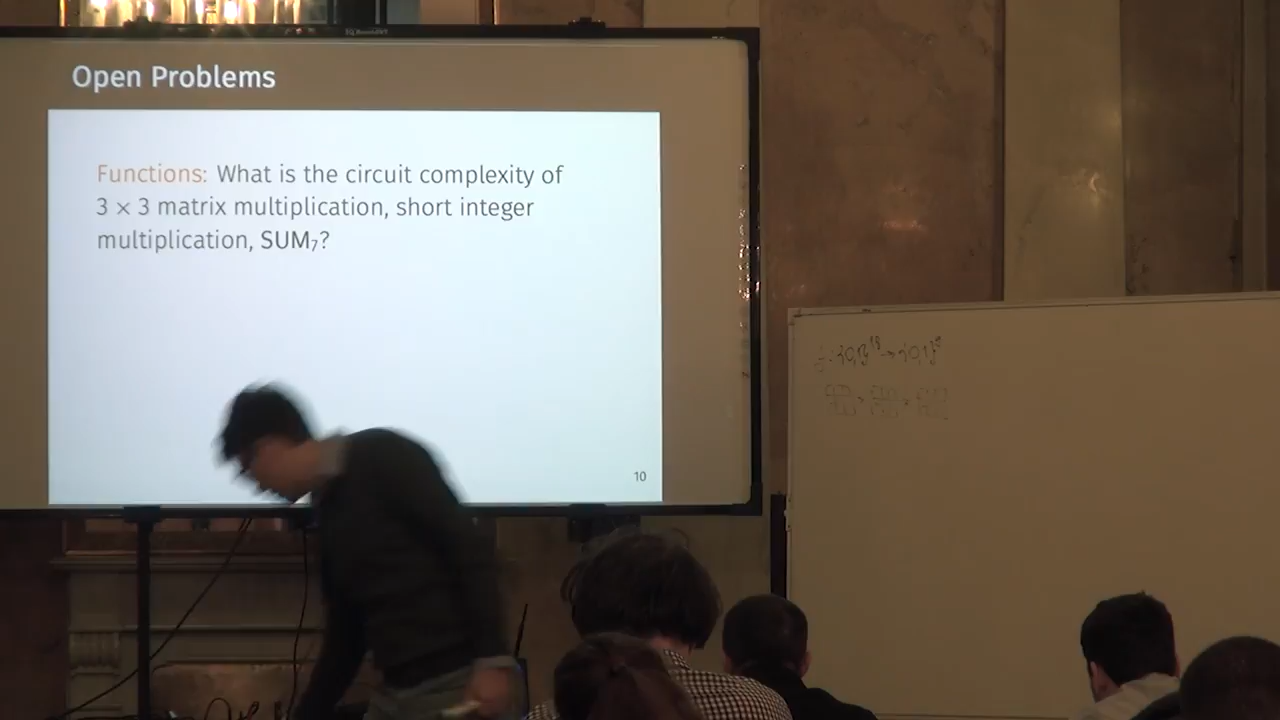 Open Problems
Functions: What is the circuit complexity of
3 × 3 matrix multiplication, short integer
multiplication, SUM₇?
10